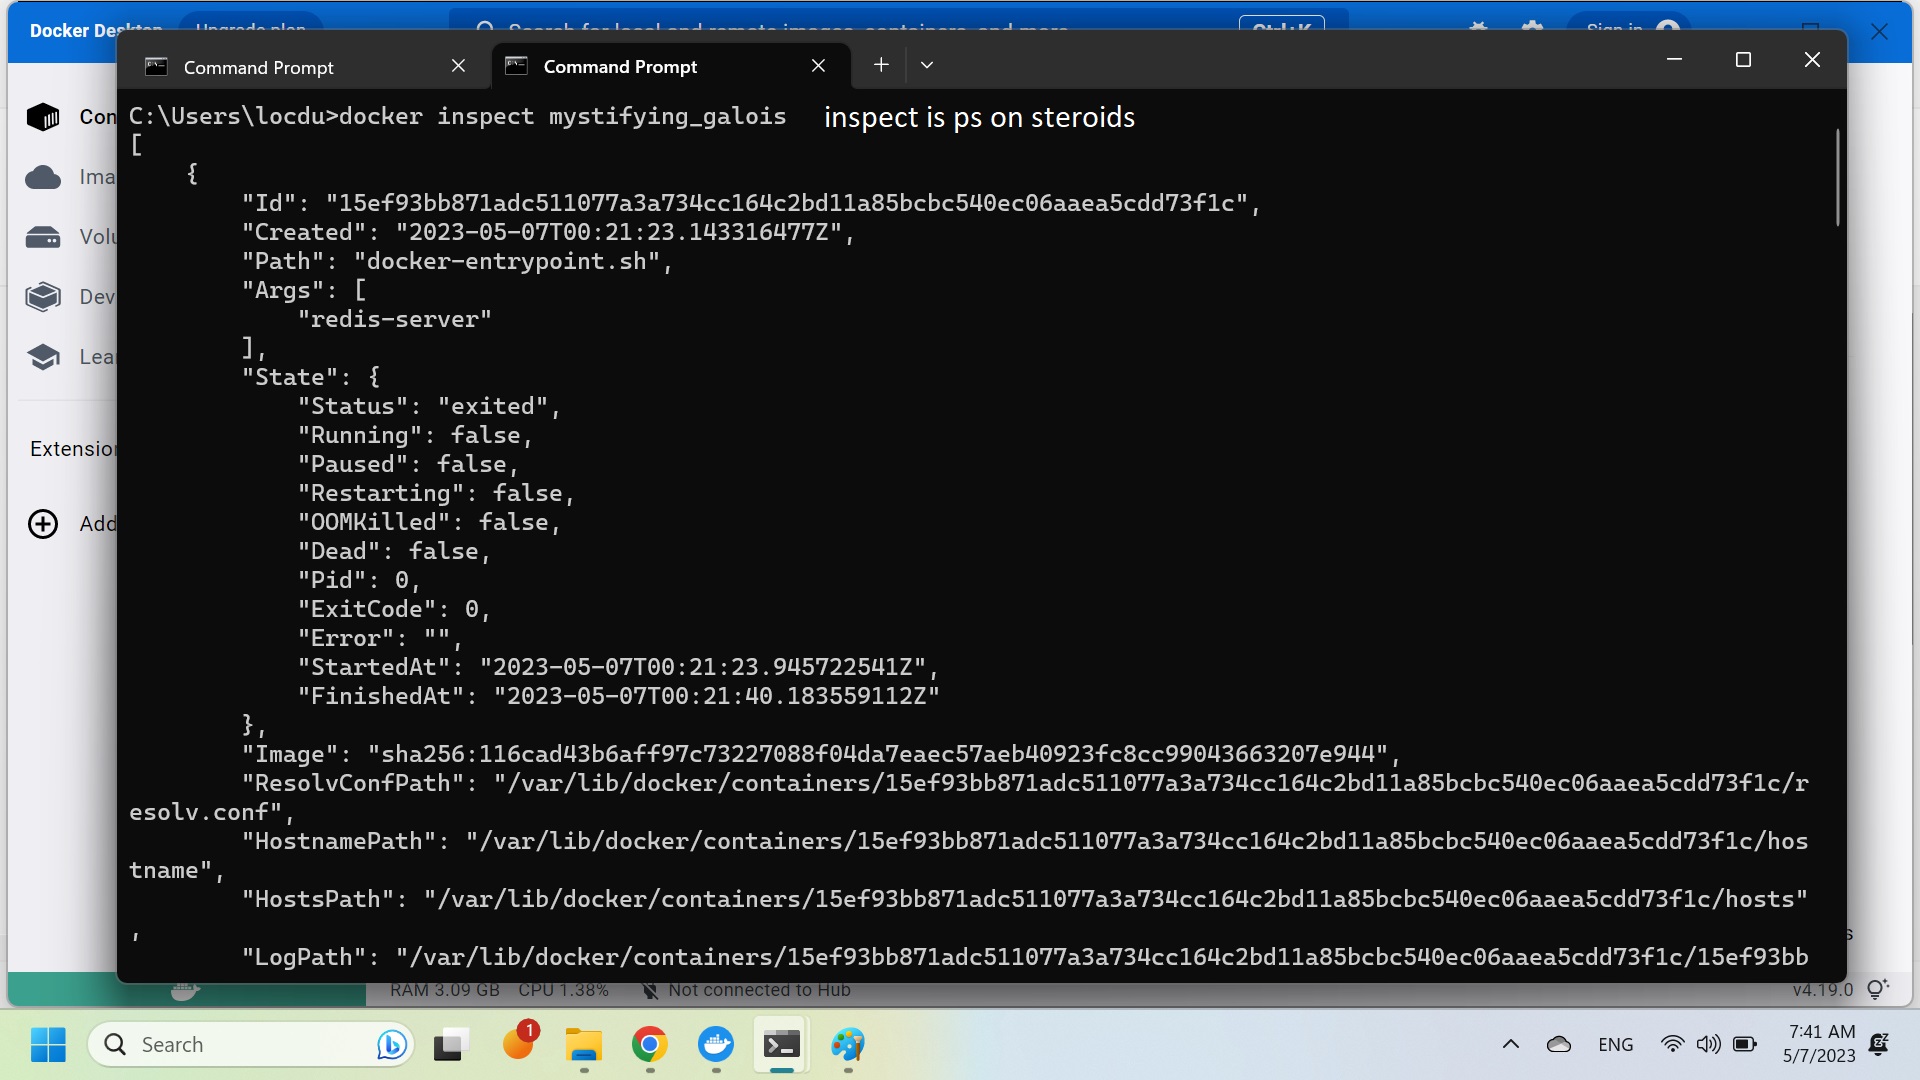 Docker Desktop
Command Prompt
Command Prompt
C:\Users\locdu>docker inspect mystifying_galois inspect is ps on steroids
[
{
"Id": "15ef93bb871adc511077a3a734cc164c2bd11a85bcbc540ec06aaea5cdd73f1c",
"Created": "2023-05-07T00:21:23.143316477Z",
"Path": "docker-entrypoint.sh",
"Args": [
"redis-server"
],
"State": {
"Status": "exited",
"Running": false,
"Paused": false,
"Restarting": false,
"OOMKilled": false,
"Dead": false,
"Pid": 0,
"ExitCode": 0,
"Error": "",
"StartedAt": "2023-05-07T00:21:23.945722541Z",
"FinishedAt": "2023-05-07T00:21:40.183559112Z"
},
"Image": "sha256:116cad43b6aff97c73227088f04da7eaec57aeb40923fc8cc99043663207e944",
"ResolvConfPath": "/var/lib/docker/containers/15ef93bb871adc511077a3a734cc164c2bd11a85bcbc540ec06aaea5cdd73f1c/r
esolv.conf",
"HostnamePath": "/var/lib/docker/containers/15ef93bb871adc511077a3a734cc164c2bd11a85bcbc540ec06aaea5cdd73f1c/hos
tname",
"HostsPath": "/var/lib/docker/containers/15ef93bb871adc511077a3a734cc164c2bd11a85bcbc540ec06aaea5cdd73f1c/hosts"
,
"LogPath": "/var/lib/docker/containers/15ef93bb871adc511077a3a734cc164c2bd11a85bcbc540ec06aaea5cdd73f1c/15ef93bb
Con
Ima
Volu
Dev
Lea
Extension
Add
RAM 3.09 GB CPU 1.38% Not connected to Hub
v4.19.0
Search
1
ENG
7:41 AM
5/7/2023